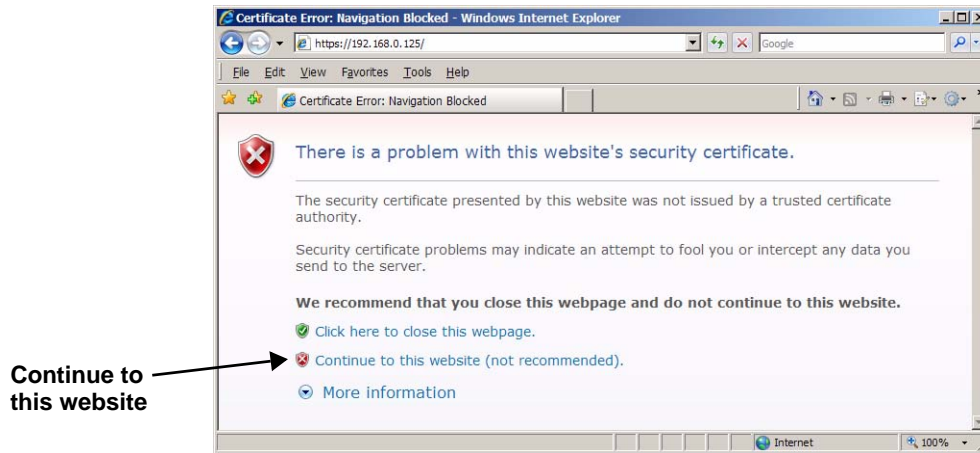 Certificate Error: Navigation Blocked - Windows Internet Explorer
https://192.168.0.125/
Google
File Edit View Favorites Tools Help
Certificate Error: Navigation Blocked
There is a problem with this website's security certificate.
The security certificate presented by this website was not issued by a trusted certificate
authority.
Security certificate problems may indicate an attempt to fool you or intercept any data you
send to the server.
We recommend that you close this webpage and do not continue to this website.
Click here to close this webpage.
Continue to this website (not recommended).
More information
Continue to
this website
Internet
100%